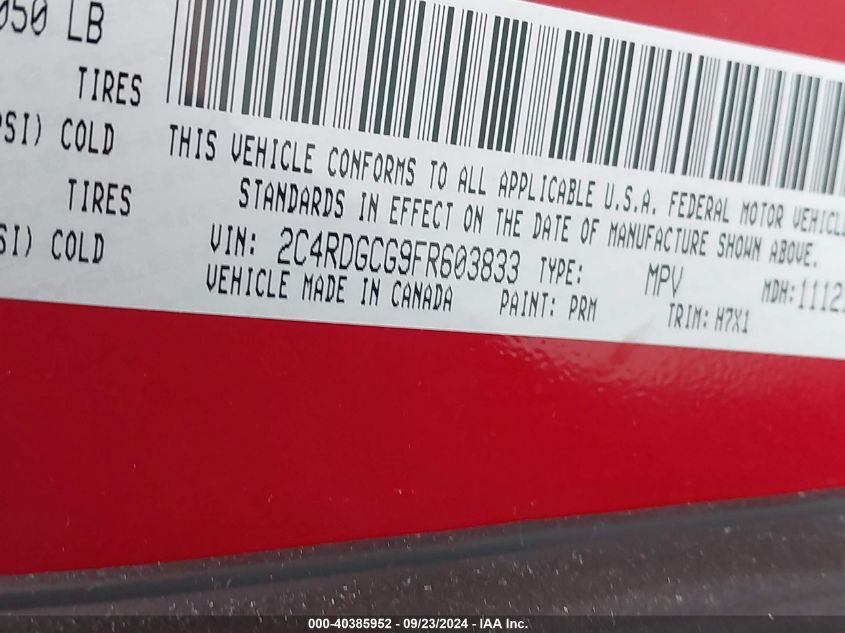 050 LB
TIRES
PSI) COLD
TIRES
SI) COLD
THIS VEHICLE CONFORMS TO ALL APPLICABLE U.S.A. FEDERAL MOTOR VEHICLE
STANDARDS IN EFFECT ON THE DATE OF MANUFACTURE SHOWN ABOVE.
VIN: 2C4RDGCG9FR603833 TYPE: MPV MDH:1112
VEHICLE MADE IN CANADA PAINT: PRM TRIM: H7X1
000-40385952 - 09/23/2024 - IAA Inc.